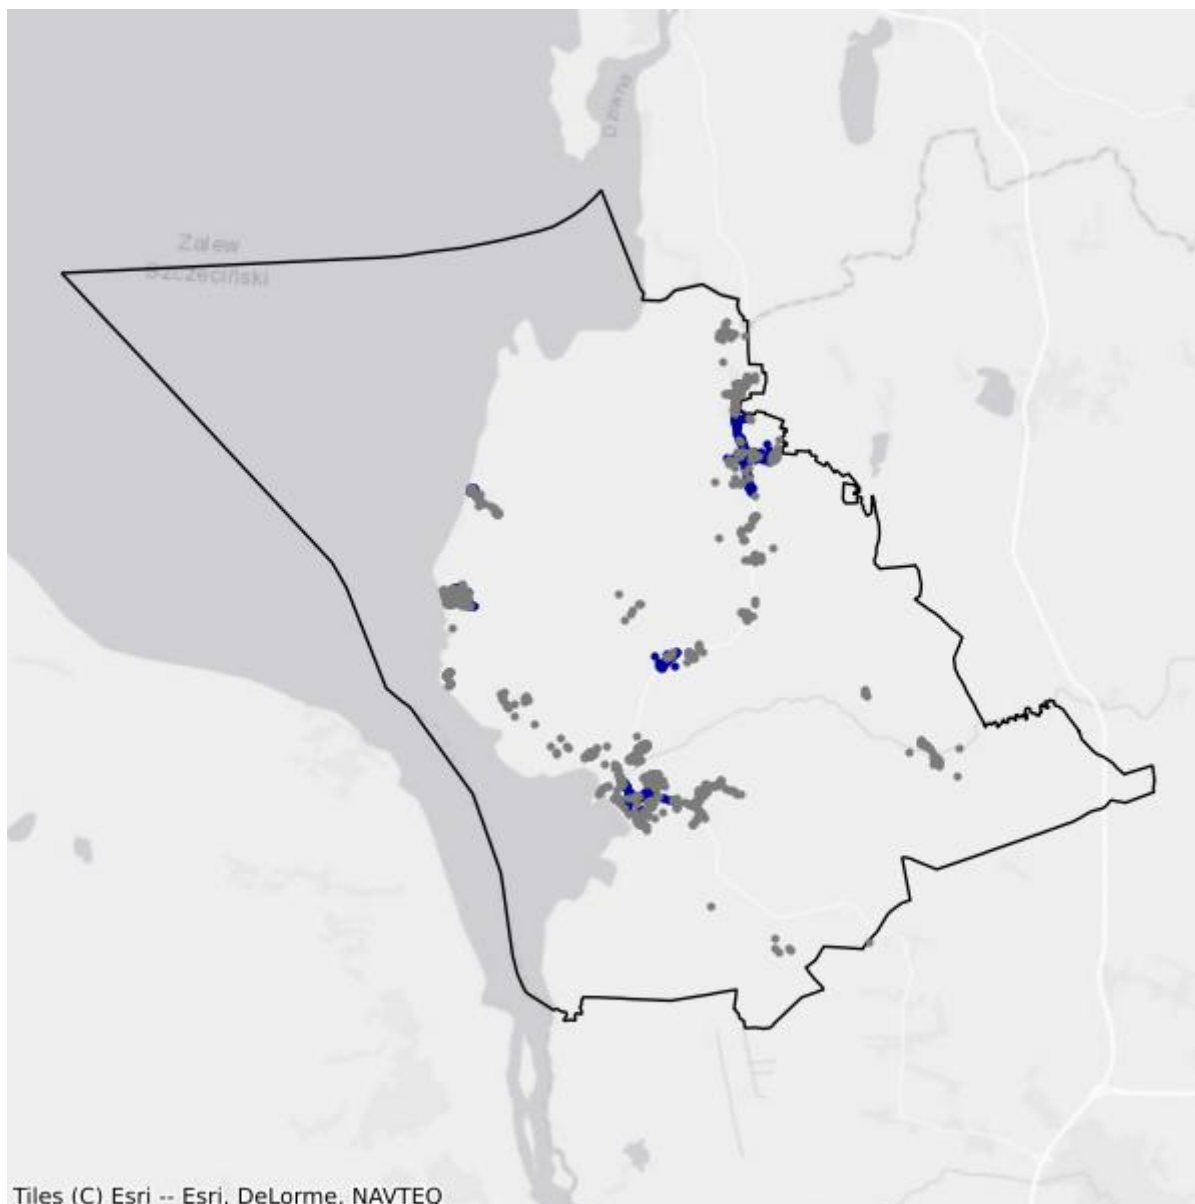 Dziwna
Zalew
Szczeciński
Tiles (C) Esri -- Esri, DeLorme, NAVTEQ